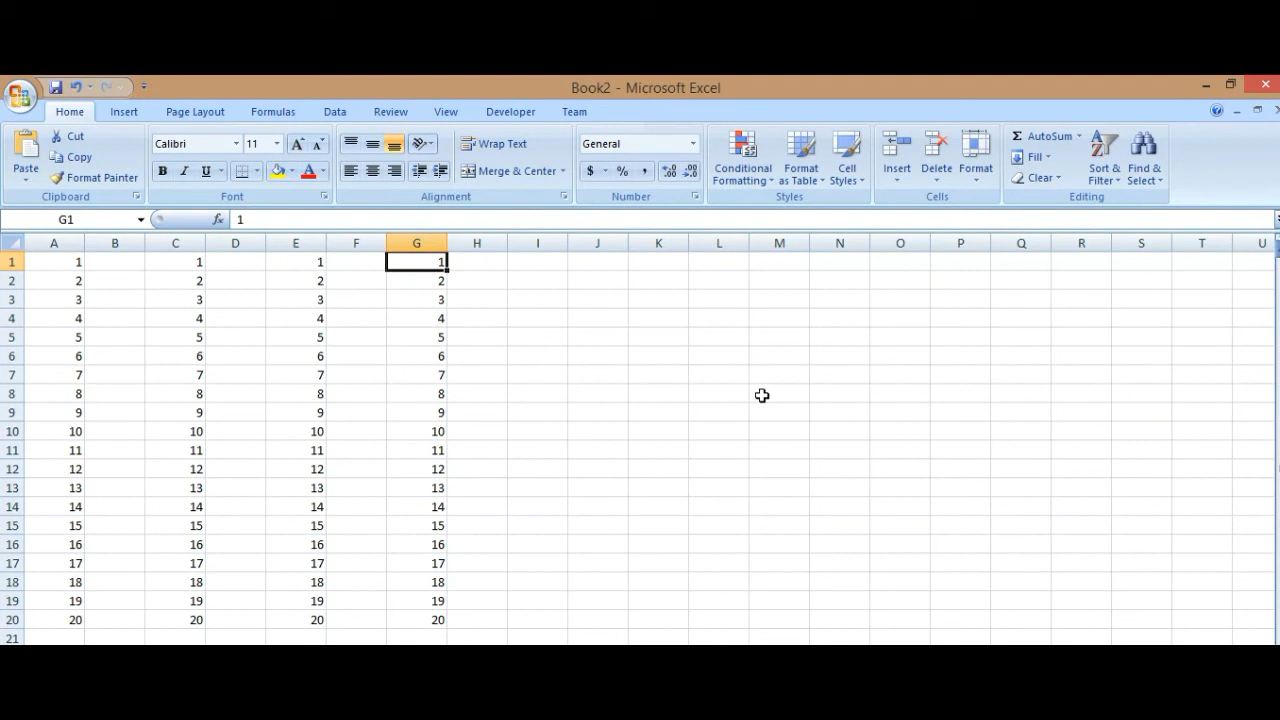 Book2 - Microsoft Excel
Home Insert Page Layout Formulas Data Review View Developer Team
Cut
Copy
Format Painter
Paste
Clipboard
Calibri 11
B I U
Font
Wrap Text
Merge & Center
Alignment
General
$ % ,
Number
Conditional Formatting
Format as Table
Cell Styles
Styles
Insert Delete Format
Cells
Σ AutoSum
Fill
Clear
Sort & Filter
Find & Select
Editing
G1 fx 1
A B C D E F G H I J K L M N O P Q R S T U
1 1 1 1 1
2 2 2 2 2
3 3 3 3 3
4 4 4 4 4
5 5 5 5 5
6 6 6 6 6
7 7 7 7 7
8 8 8 8 8
9 9 9 9 9
10 10 10 10 10
11 11 11 11 11
12 12 12 12 12
13 13 13 13 13
14 14 14 14 14
15 15 15 15 15
16 16 16 16 16
17 17 17 17 17
18 18 18 18 18
19 19 19 19 19
20 20 20 20 20
21